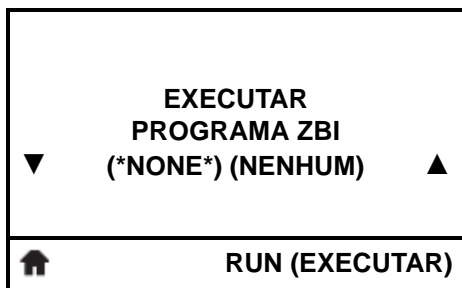 EXECUTAR
PROGRAMA ZBI
▼ (*NONE*) (NENHUM) ▲
RUN (EXECUTAR)